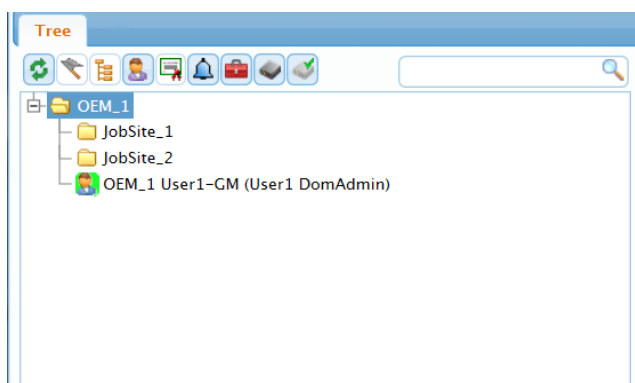 Tree
OEM_1
JobSite_1
JobSite_2
OEM_1 User1-GM (User1 DomAdmin)